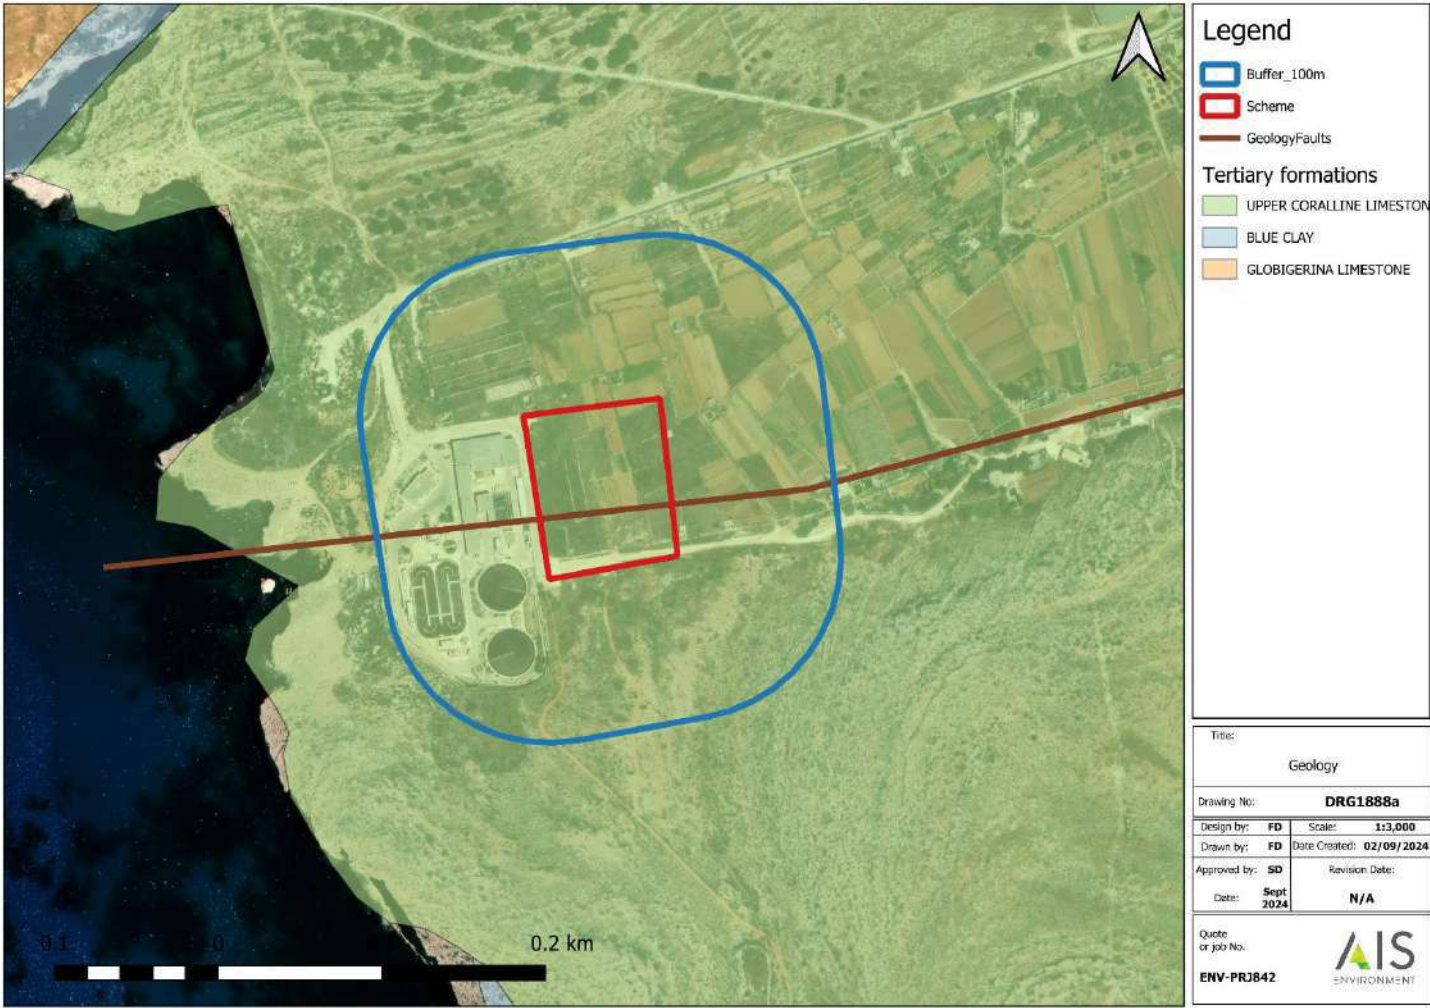 Legend
Buffer_100m
Scheme
GeologyFaults
Tertiary formations
UPPER CORALLINE LIMESTON
BLUE CLAY
GLOBIGERINA LIMESTONE
0.1 0 0.2 km
Title:
Geology
Drawing No: DRG1888a
Design by: FD Scale: 1:3,000
Drawn by: FD Date Created: 02/09/2024
Approved by: SD Revision Date:
Date: Sept 2024 N/A
Quote
or job No.
ENV-PRJ842
AIS
ENVIRONMENT